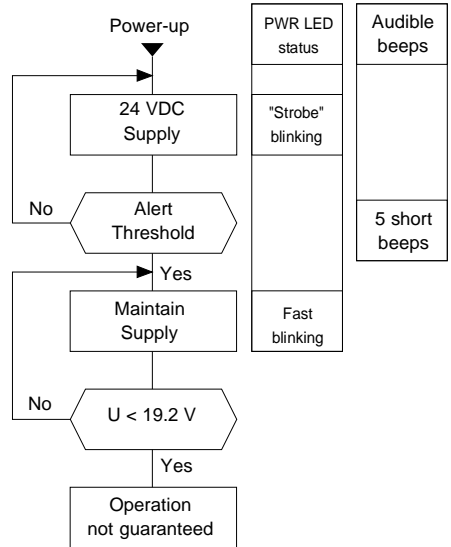 Power-up
PWR LED
status
Audible
beeps
24 VDC
Supply
"Strobe"
blinking
No
Alert
Threshold
5 short
beeps
Yes
Maintain
Supply
Fast
blinking
No
U < 19.2 V
Yes
Operation
not guaranteed